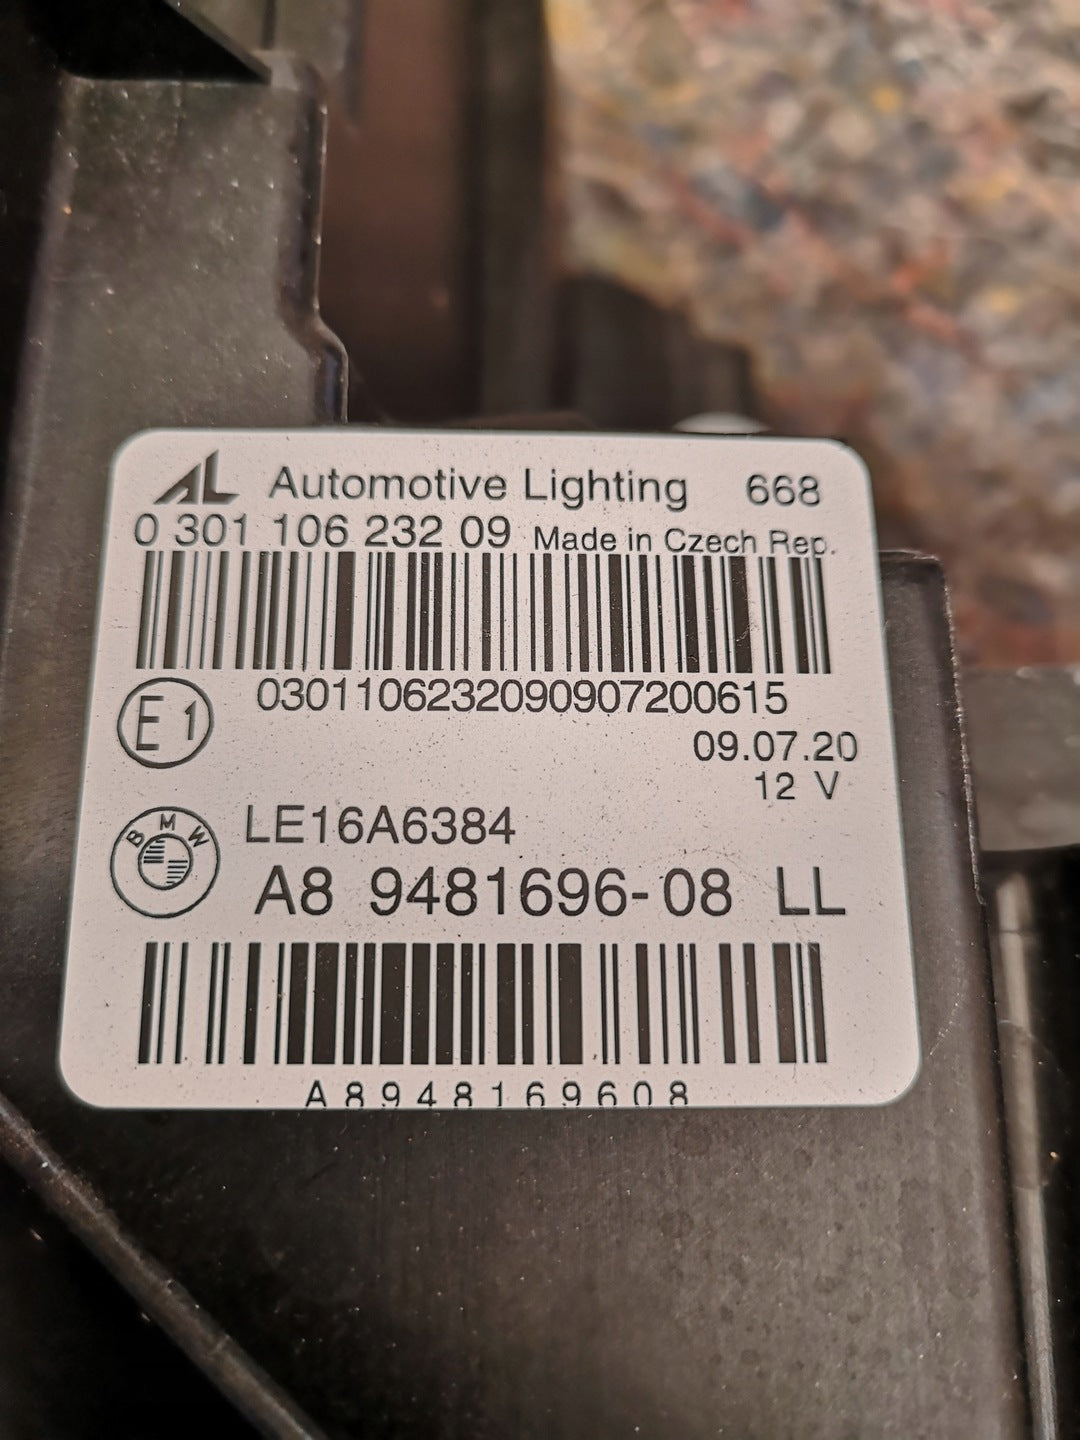 AL Automotive Lighting 668
0 301 106 232 09 Made in Czech Rep.
0301106232090907200615
E1
09.07.20
12 V
BMW
LE16A6384
A8 9481696-08 LL
A8948169608